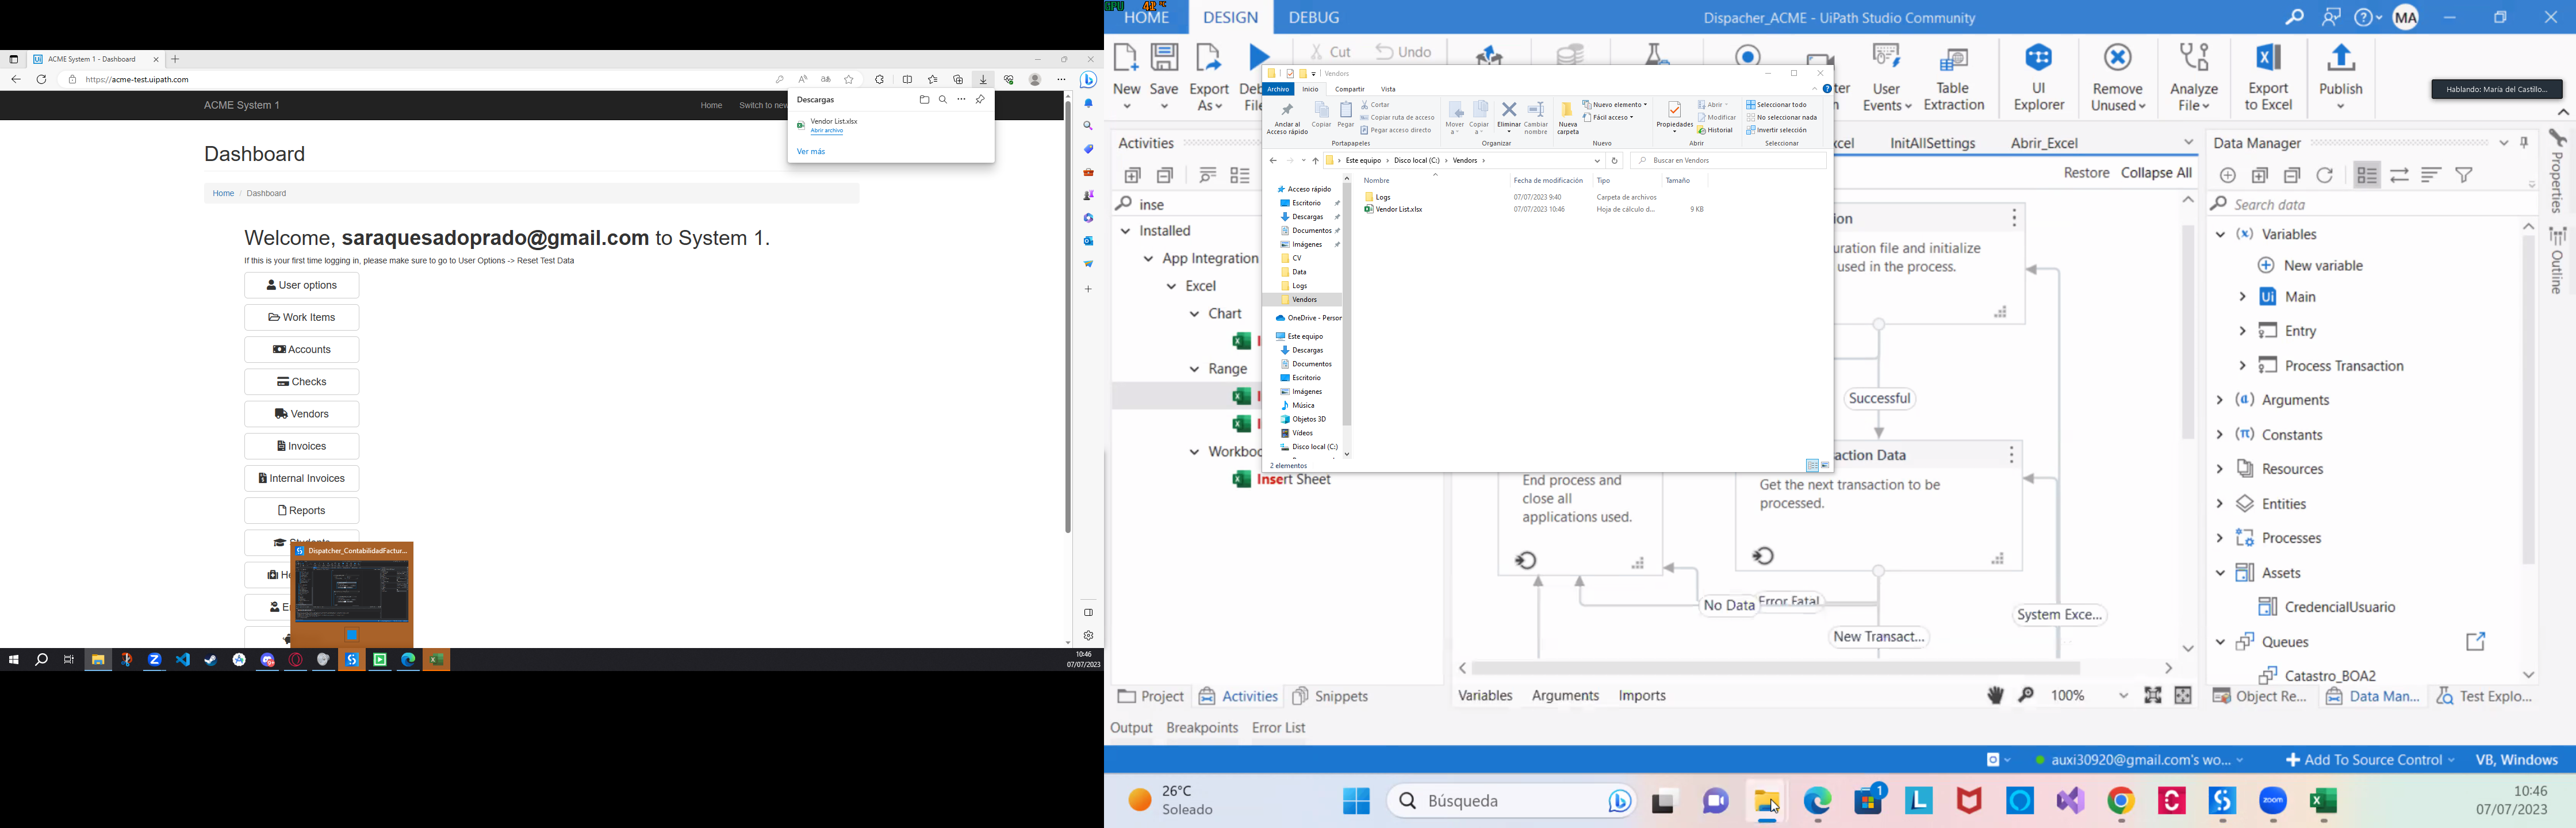 ACME System 1 - Dashboard
https://acme-test.uipath.com
ACME System 1
Home
Switch to new
Descargas
Vendor List.xlsx
Abrir archivo
Ver más
Dashboard
Home / Dashboard
Welcome, saraquesadoprado@gmail.com to System 1.
If this is your first time logging in, please make sure to go to User Options -> Reset Test Data
User options
Work Items
Accounts
Checks
Vendors
Invoices
Internal Invoices
Reports
Dispatcher_ContabilidadFactur...
10:46
07/07/2023
HOME
DESIGN
DEBUG
Dispacher_ACME - UiPath Studio Community
MA
New
Save
Export As
Cut
Undo
User Events
Table Extraction
UI Explorer
Remove Unused
Analyze File
Export to Excel
Publish
Hablando: María del Castillo...
Vendors
Archivo
Inicio
Compartir
Vista
Anclar al Acceso rápido
Copiar
Pegar
Cortar
Copiar ruta de acceso
Pegar acceso directo
Portapapeles
Mover a
Copiar a
Eliminar
Cambiar nombre
Organizar
Nueva carpeta
Nuevo elemento
Fácil acceso
Nuevo
Propiedades
Abrir
Modificar
Historial
Abrir
Seleccionar todo
No seleccionar nada
Invertir selección
Seleccionar
Este equipo > Disco local (C:) > Vendors >
Buscar en Vendors
Nombre
Fecha de modificación
Tipo
Tamaño
Logs
07/07/2023 9:40
Carpeta de archivos
Vendor List.xlsx
07/07/2023 10:46
Hoja de cálculo d...
9 KB
Acceso rápido
Escritorio
Descargas
Documentos
Imágenes
CV
Data
Logs
Vendors
OneDrive - Person
Este equipo
Descargas
Documentos
Escritorio
Imágenes
Música
Objetos 3D
Vídeos
Disco local (C:)
2 elementos
Activities
inse
Installed
App Integration
Excel
Chart
Range
Insert Sheet
InitAllSettings
Abrir_Excel
Restore
Collapse All
uration file and initialize
used in the process.
Successful
action Data
Get the next transaction to be
processed.
End process and
close all
applications used.
No Data
Error Fatal
New Transact...
System Exce...
Variables
Arguments
Imports
100%
Data Manager
Search data
Variables
New variable
Main
Entry
Process Transaction
Arguments
Constants
Resources
Entities
Processes
Assets
CredencialUsuario
Queues
Catastro_BOA2
Properties
Outline
Project
Activities
Snippets
Object Re...
Data Man...
Test Explo...
Output
Breakpoints
Error List
auxi30920@gmail.com's wo...
Add To Source Control
VB, Windows
26°C
Soleado
Búsqueda
zoom
10:46
07/07/2023